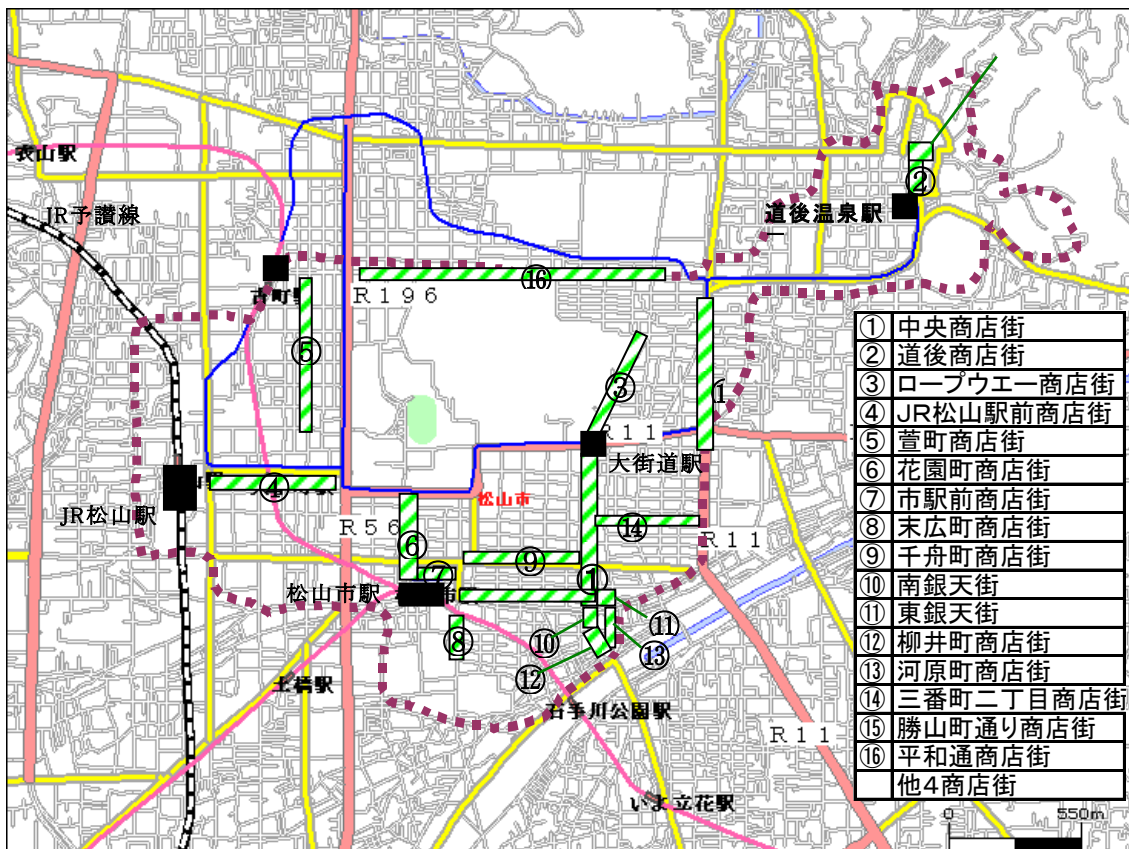 衣山駅
JR予讃線
②
道後温泉駅
古町駅
⑯
R196
⑤
③
①
R11
大街道駅
④
JR松山駅
松山市
R56
⑥
⑭
R11
⑨
⑦
松山市駅
①
⑪
⑩
⑧
⑬
⑫
土橋駅
石手川公園駅
R11
いよ立花駅
① 中央商店街
② 道後商店街
③ ロープウエー商店街
④ JR松山駅前商店街
⑤ 萱町商店街
⑥ 花園町商店街
⑦ 市駅前商店街
⑧ 末広町商店街
⑨ 千舟町商店街
⑩ 南銀天街
⑪ 東銀天街
⑫ 柳井町商店街
⑬ 河原町商店街
⑭ 三番町二丁目商店街
⑮ 勝山町通り商店街
⑯ 平和通商店街
他4商店街
0 550m